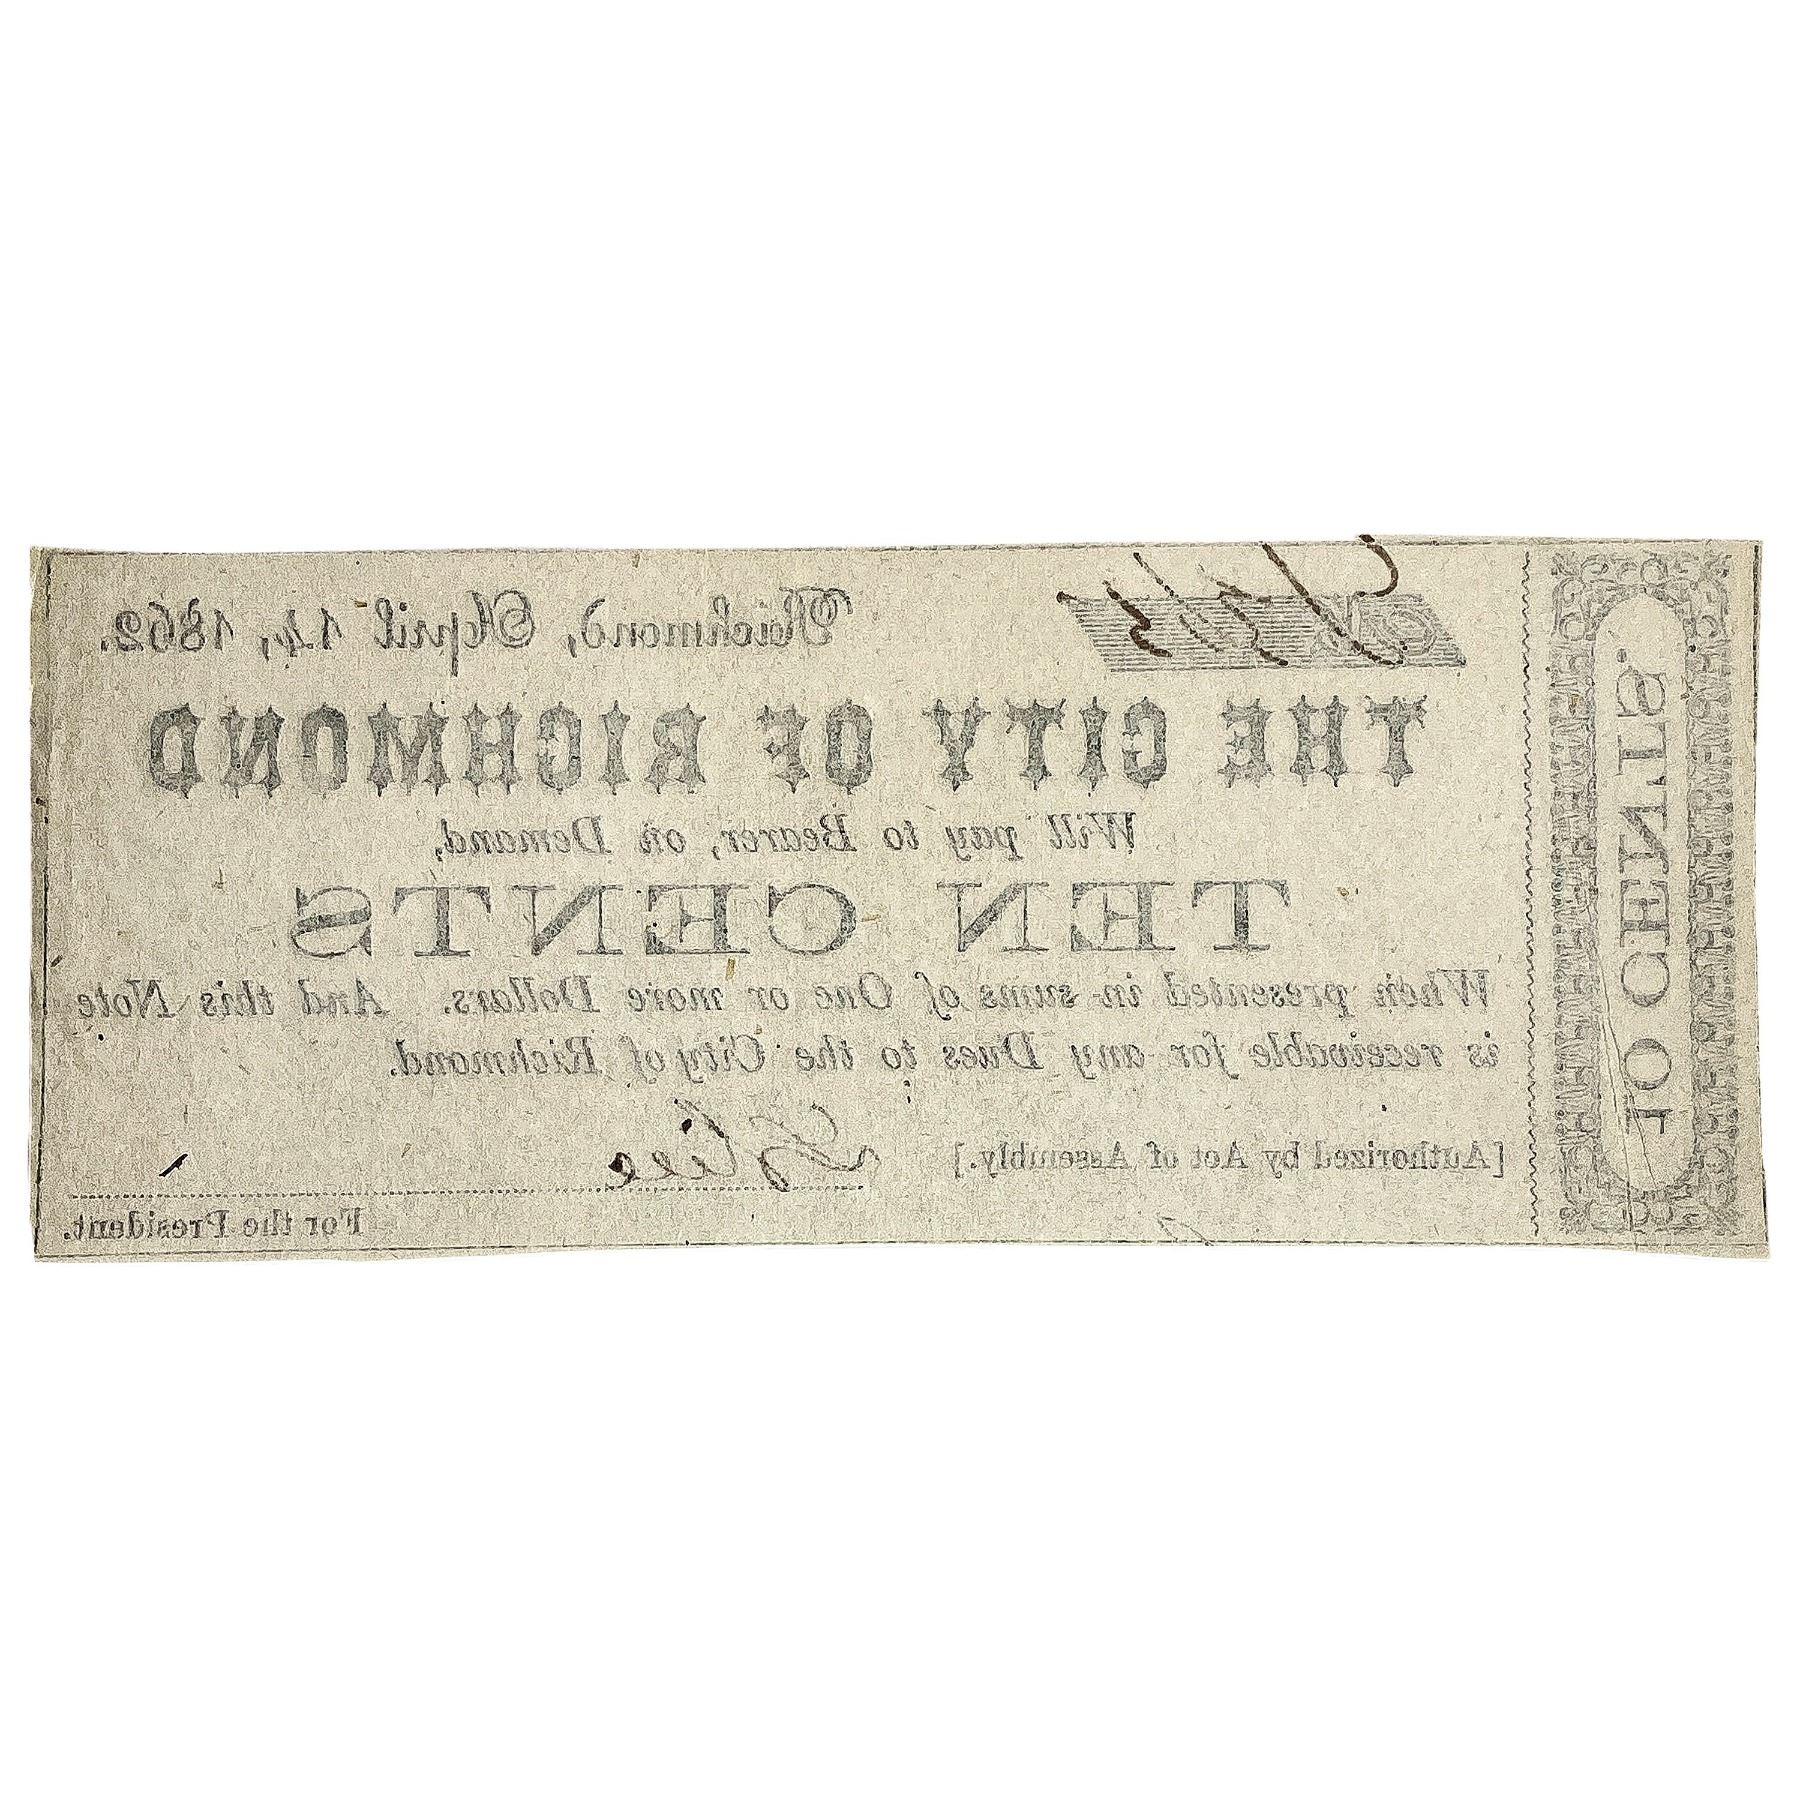 10 CENTS.
No.
Richmond, April 14, 1862.
THE CITY OF RICHMOND
Will pay to Bearer, on Demand,
TEN CENTS
When presented in sums of One or more Dollars. And this Note
is receivable for any Dues to the City of Richmond.
[Authorized by Act of Assembly.]
For the President.